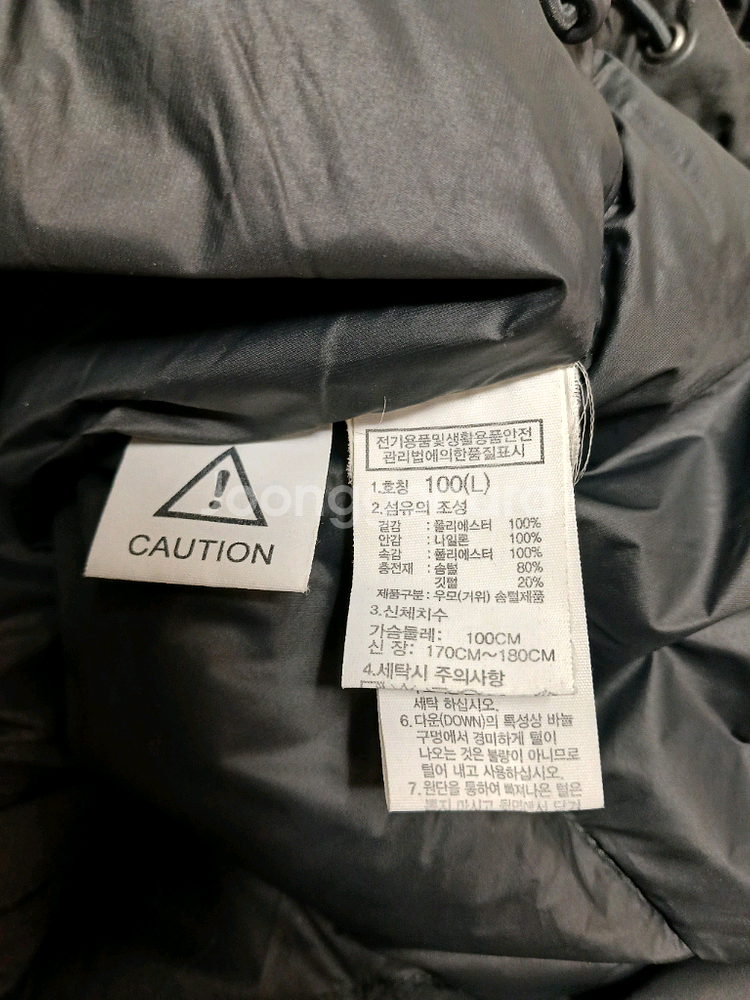 CAUTION
전기용품및생활용품안전
관리법에의한품질표시
1.호칭 100(L)
2.섬유의 조성
겉감 : 폴리에스터 100%
안감 : 나일론 100%
속감 : 폴리에스터 100%
충전재 : 솜털 80%
깃털 20%
제품구분 : 우모(거위) 솜털제품
3.신체치수
가슴둘레: 100CM
신 장: 170CM~180CM
4.세탁시 주의사항
세탁 하십시오.
6.다운(DOWN)의 특성상 바늘
구멍에서 경미하게 털이
나오는 것은 불량이 아니므로
털어 내고 사용하십시오.
7.원단을 통하여 빠져나온 털은
뽑지 마시고